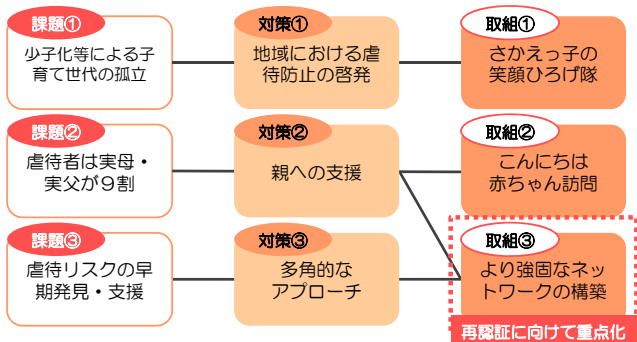 課題①
対策①
取組①
少子化等による子
育て世代の孤立
地域における虐
待防止の啓発
さかえっ子の
笑顔ひろげ隊
課題②
対策②
取組②
虐待者は実母・
実父が9割
親への支援
こんにちは
赤ちゃん訪問
課題③
対策③
取組③
虐待リスクの早
期発見・支援
多角的な
アプローチ
より強固なネッ
トワークの構築
再認証に向けて重点化